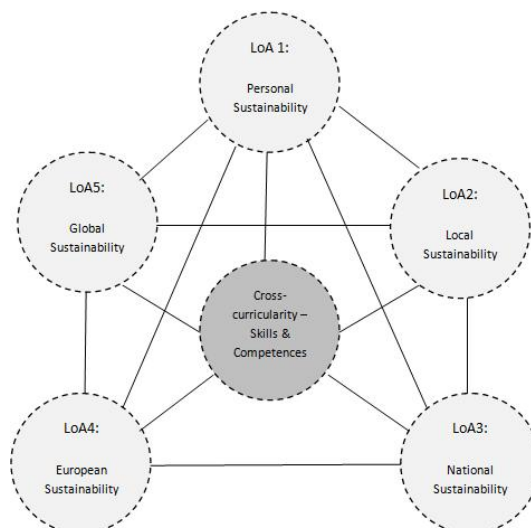 LoA 1:
Personal
Sustainability
LoA5:
Global
Sustainability
LoA2:
Local
Sustainability
Cross-
curricularity –
Skills &
Competences
LoA4:
European
Sustainability
LoA3:
National
Sustainability